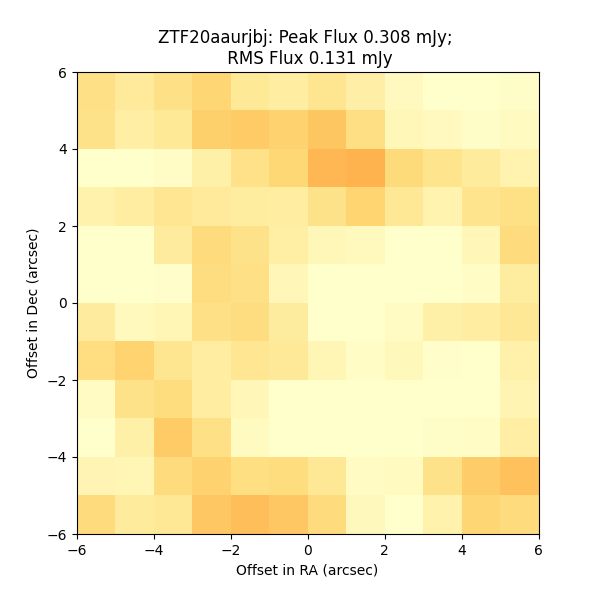 ZTF20aaurjbj: Peak Flux 0.308 mJy;
RMS Flux 0.131 mJy
6
4
2
0
−2
−4
−6
Offset in Dec (arcsec)
−6 −4 −2 0 2 4 6
Offset in RA (arcsec)